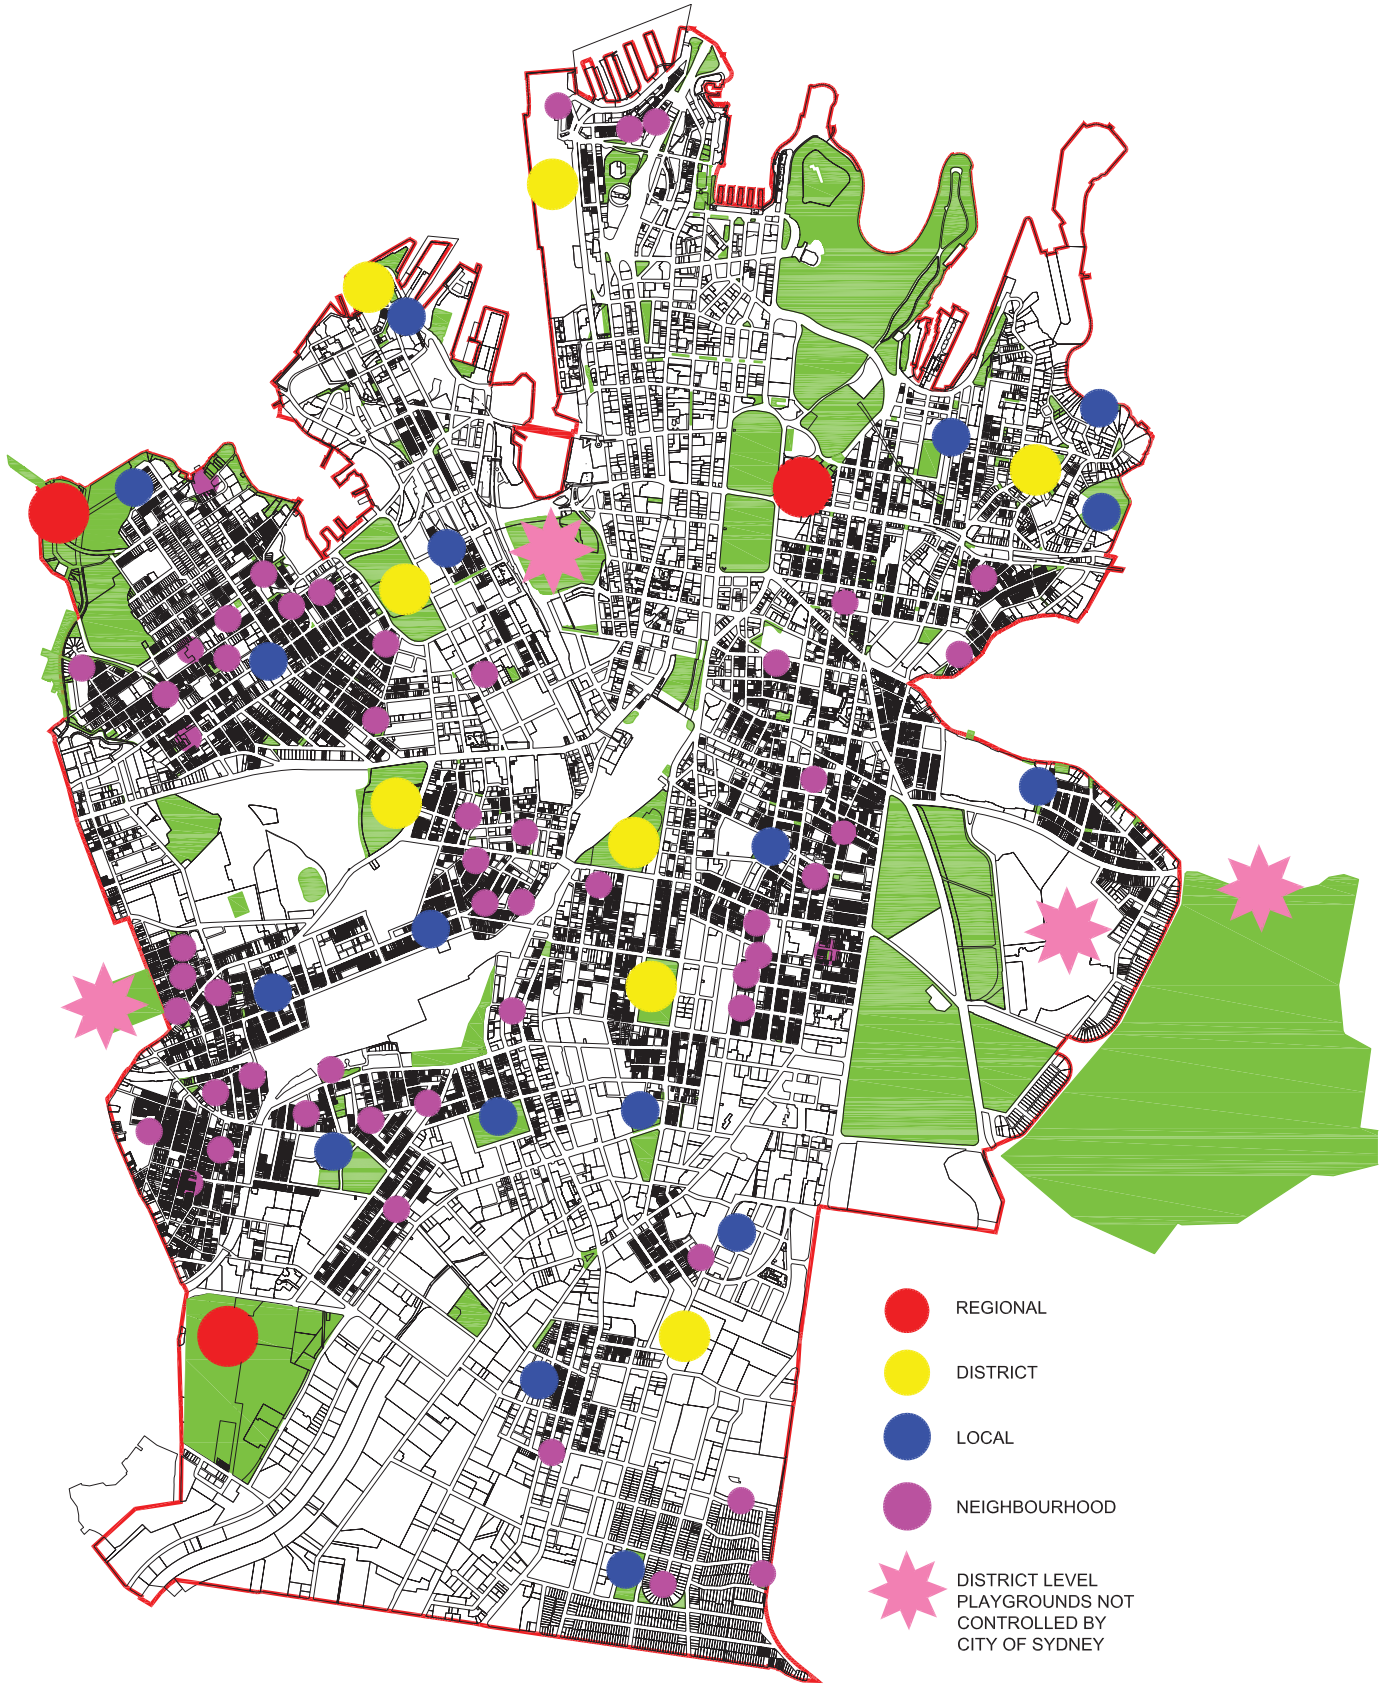 REGIONAL
DISTRICT
LOCAL
NEIGHBOURHOOD
DISTRICT LEVEL
PLAYGROUNDS NOT
CONTROLLED BY
CITY OF SYDNEY